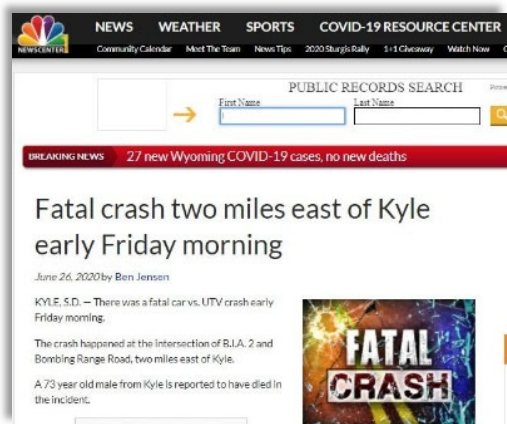 NEWS WEATHER SPORTS COVID-19 RESOURCE CENTER
NEWSCENTER1
Community Calendar Meet The Team News Tips 2020 Sturgis Rally 1+1 Giveaway Watch Now
PUBLIC RECORDS SEARCH
First Name Last Name
BREAKING NEWS 27 new Wyoming COVID-19 cases, no new deaths
Fatal crash two miles east of Kyle
early Friday morning
June 26, 2020 by Ben Jensen
KYLE, S.D. — There was a fatal car vs. UTV crash early
Friday morning.
The crash happened at the intersection of B.I.A. 2 and
Bombing Range Road, two miles east of Kyle.
A 73 year old male from Kyle is reported to have died in
the incident.
FATAL
CRASH